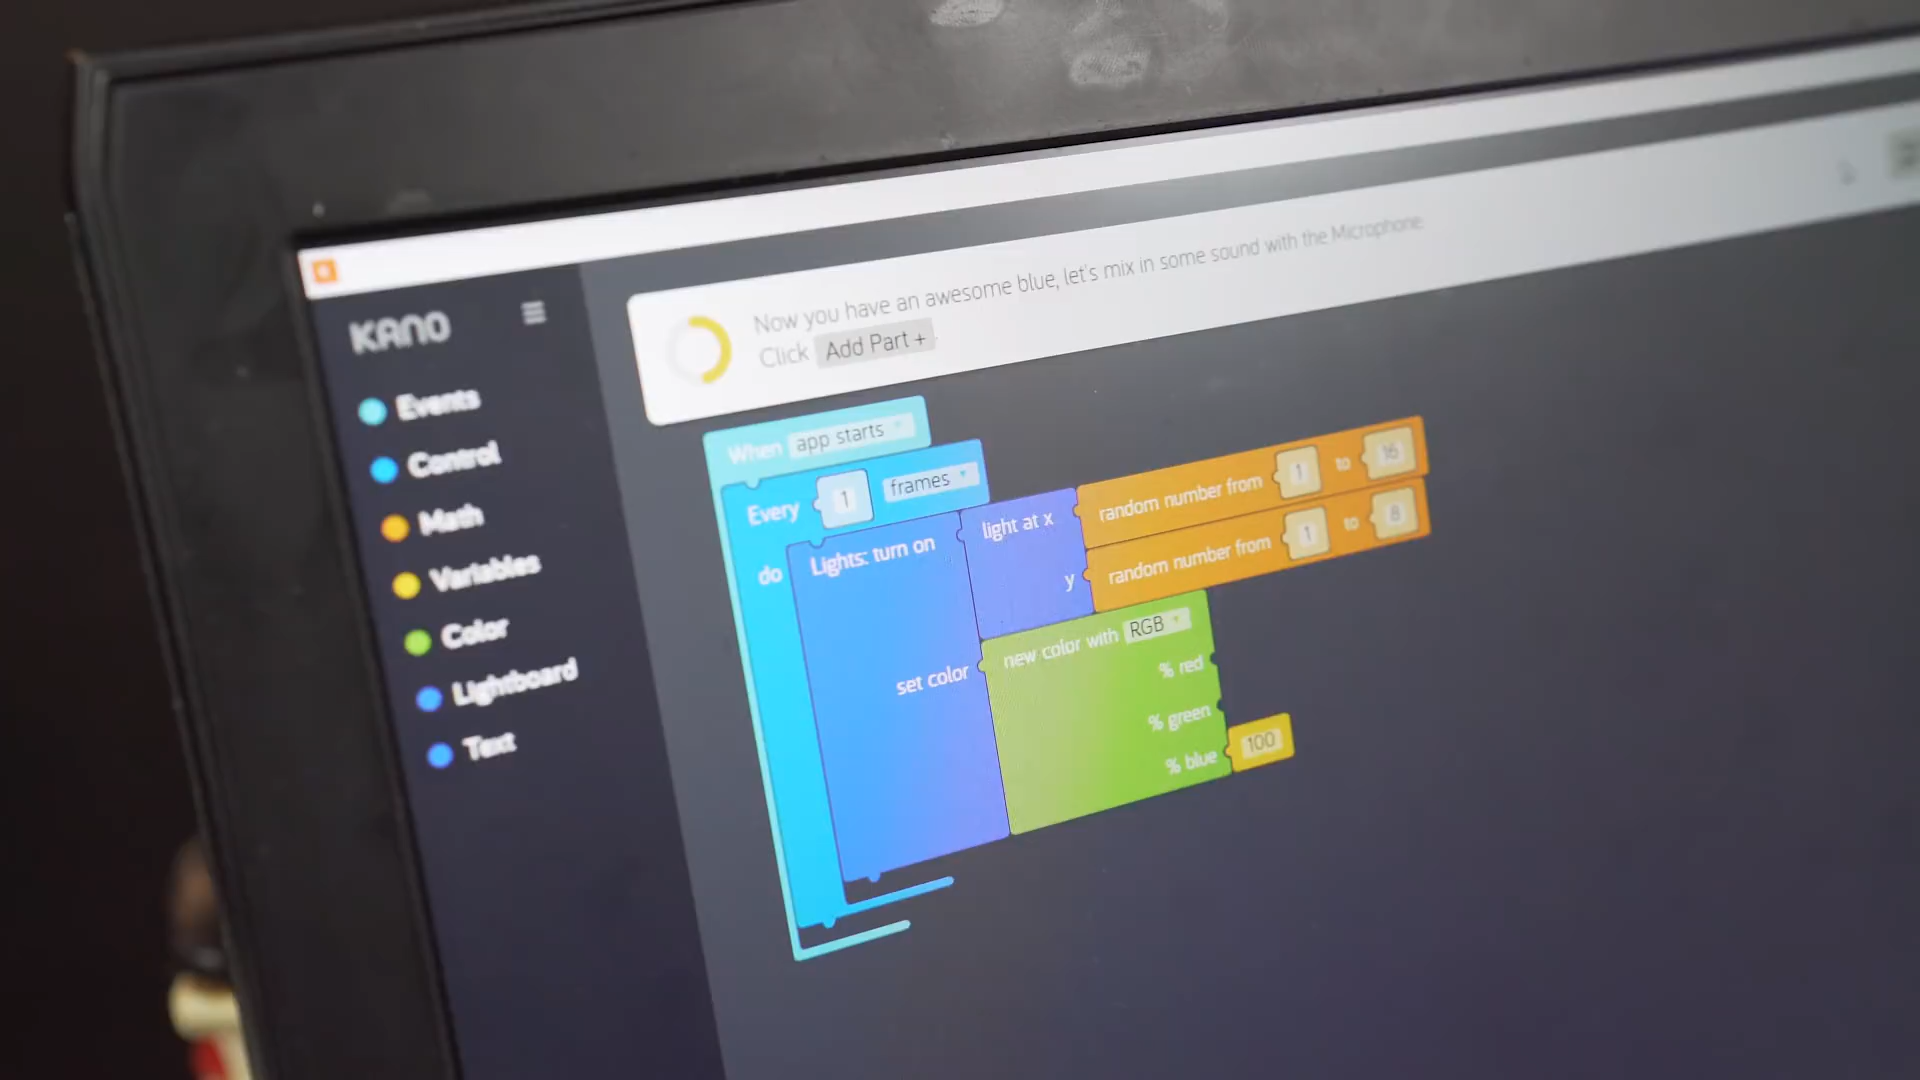 KANO
Events
Control
Math
Variables
Color
Lightboard
Text
Now you have an awesome blue, let's mix in some sound with the Microphone
Click Add Part +
When app starts
Every 1 frames
do Lights: turn on light at x random number from 1 to 16
y random number from 1 to 8
set color new color with RGB
% red
% green
% blue 100